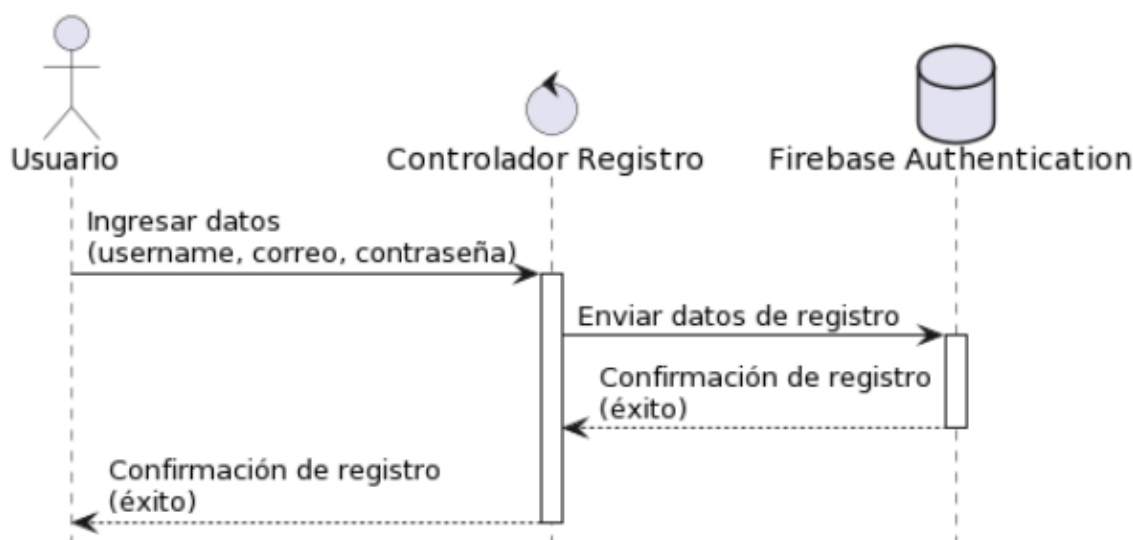 Usuario
Controlador Registro
Firebase Authentication
Ingresar datos
(username, correo, contraseña)
Enviar datos de registro
Confirmación de registro
(éxito)
Confirmación de registro
(éxito)